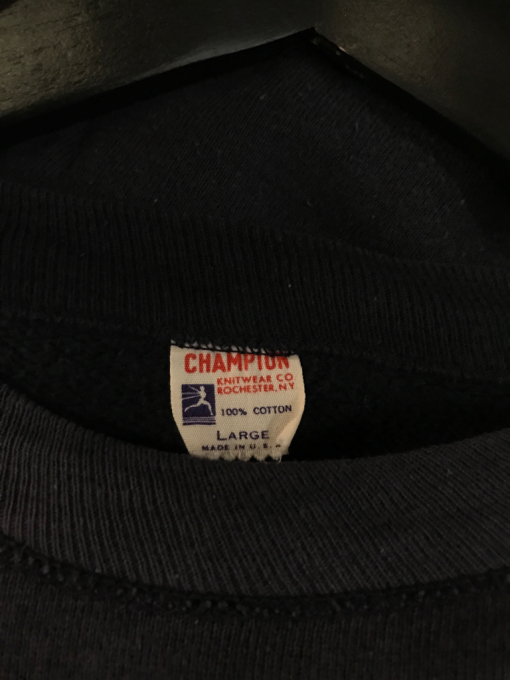 CHAMPION
KNITWEAR CO
ROCHESTER, N.Y
100% COTTON
LARGE
MADE IN U.S.A.